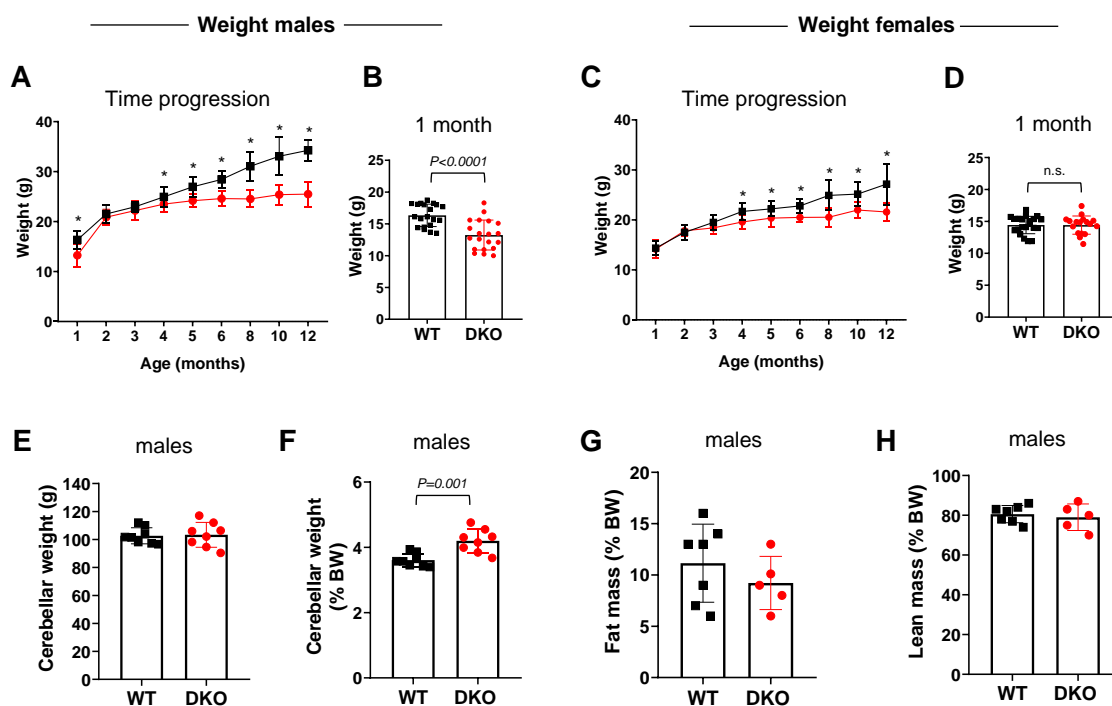 Weight males
Weight females
A
Time progression
Weight (g)
40
30
20
10
0
* * * * * * *
1 2 3 4 5 6 8 10 12
Age (months)
B
1 month
P<0.0001
Weight (g)
25
20
15
10
5
0
WT DKO
C
Time progression
Weight (g)
40
30
20
10
0
* * * * * *
1 2 3 4 5 6 8 10 12
Age (months)
D
1 month
n.s.
Weight (g)
25
20
15
10
5
0
WT DKO
E
males
Cerebellar weight (g)
140
120
100
80
60
40
20
0
WT DKO
F
males
P=0.001
Cerebellar weight
(% BW)
6
4
2
0
WT DKO
G
males
Fat mass (% BW)
20
15
10
5
0
WT DKO
H
males
Lean mass (% BW)
100
80
60
40
20
0
WT DKO